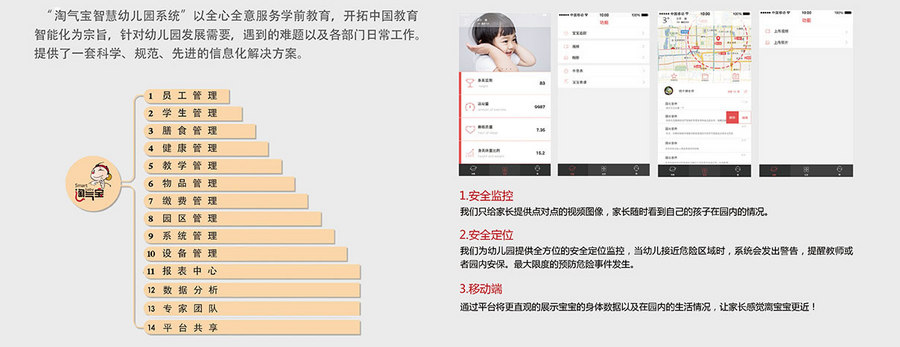 “淘气宝智慧幼儿园系统”以全心全意服务学前教育，开拓中国教育
智能化为宗旨，针对幼儿园发展需要，遇到的难题以及各部门日常工作。
提供了一套科学、规范、先进的信息化解决方案。
Smart
淘气宝
1 员工管理
2 学生管理
3 膳食管理
4 健康管理
5 教学管理
6 物品管理
7 缴费管理
8 园区管理
9 系统管理
10 设备管理
11 报表中心
12 数据分析
13 专家团队
14 平台共享
83
9987
7.35
15.2
10:00
功能
视频
10:00
3°
10:00
功能
1.安全监控
我们只给家长提供点对点的视频图像，家长随时看到自己的孩子在园内的情况。
2.安全定位
我们为幼儿园提供全方位的安全定位监控，当幼儿接近危险区域时，系统会发出警告，提醒教师或
者园内安保。最大限度的预防危险事件发生。
3.移动端
通过平台将更直观的展示宝宝的身体数据以及在园内的生活情况，让家长感觉离宝宝更近！